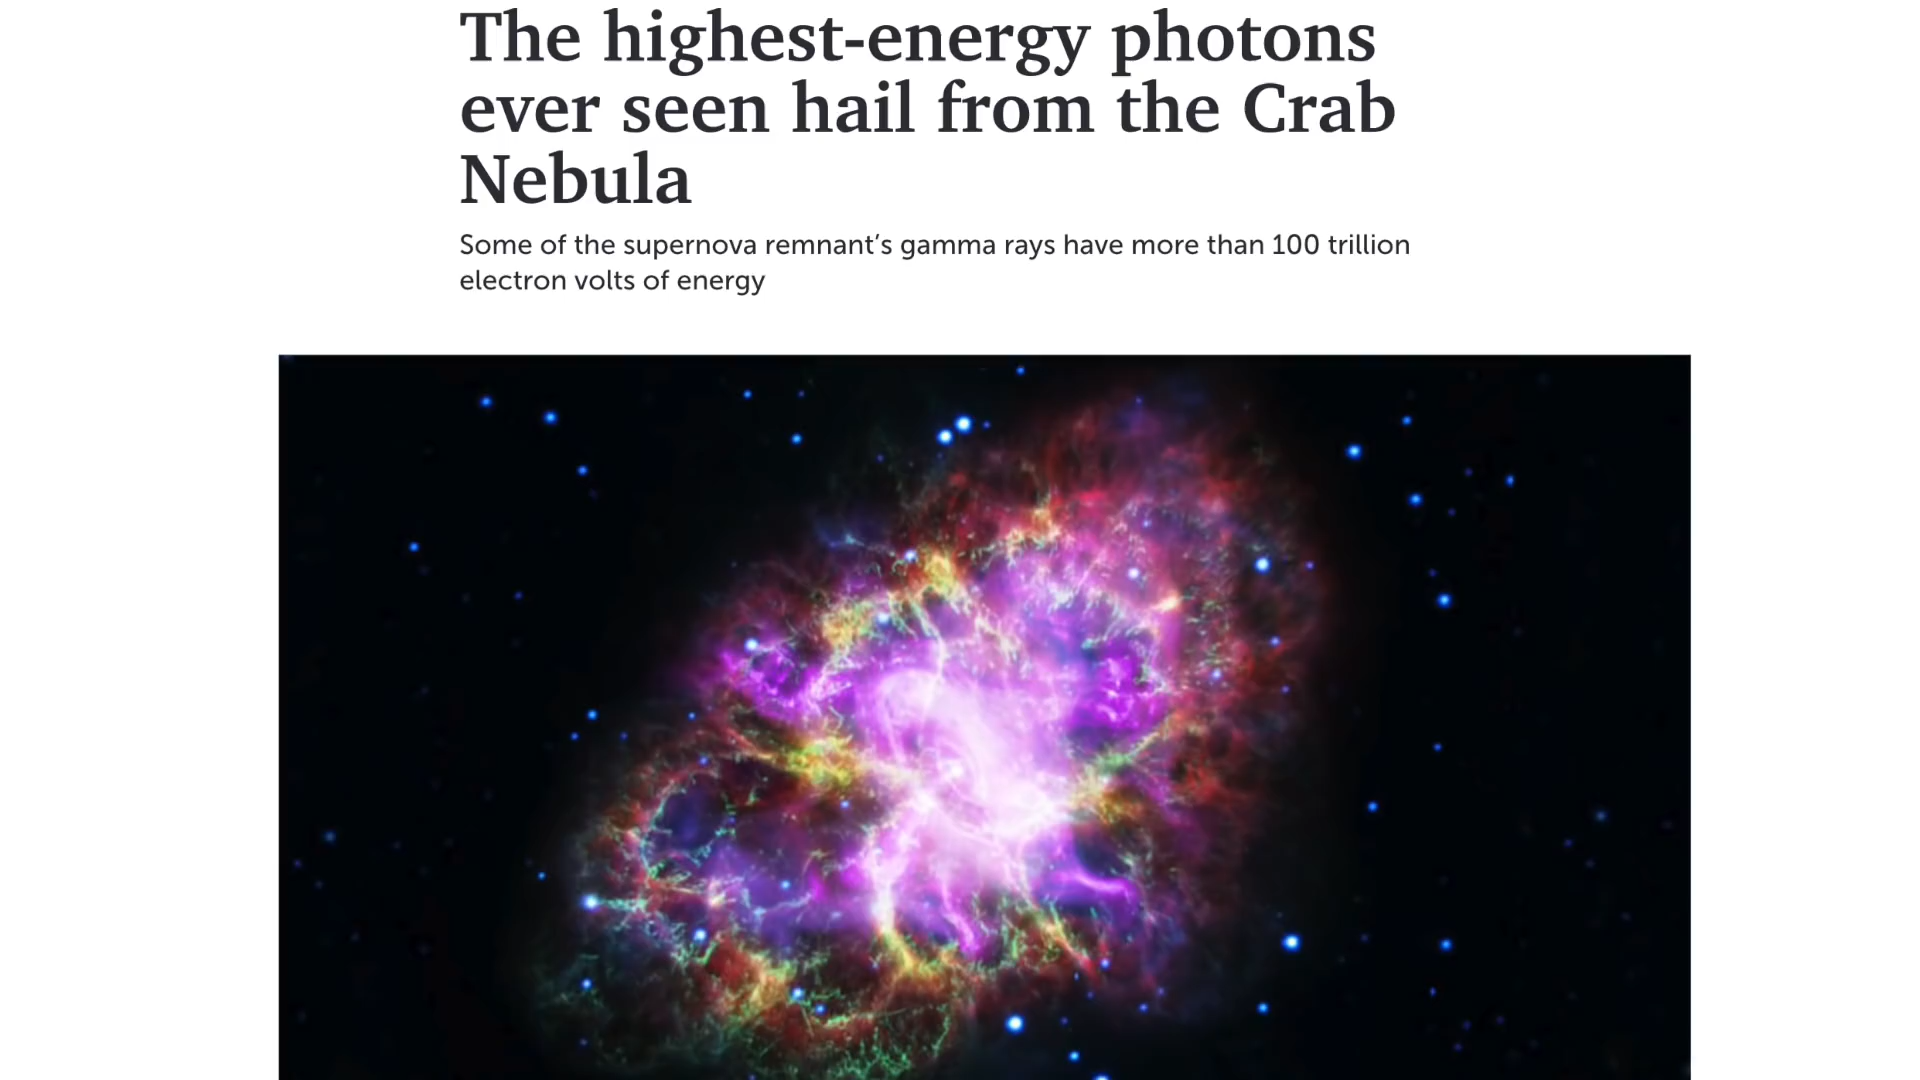 The highest-energy photons
ever seen hail from the Crab
Nebula
Some of the supernova remnant’s gamma rays have more than 100 trillion
electron volts of energy